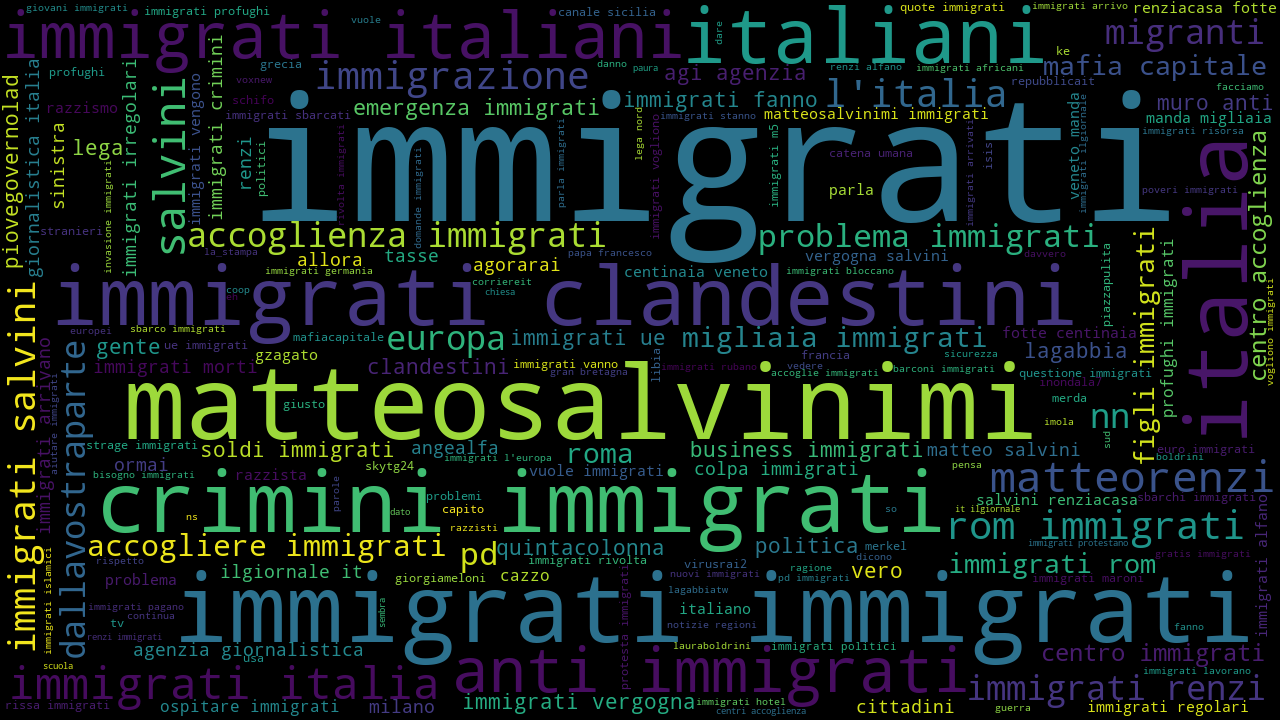 giovani immigrati
immigrati profughi
vuole
canale sicilia
quote immigrati
immigrati arrivo
renziacasa fotte
immigrati italiani
italiani
migranti
dare
grecia
danno
paura
renzi alfano
immigrati africani
ke
mafia capitale
profughi
voxnew
immigrazione
agi agenzia
repubblicait
facciamo
piovegovernolad
giornalistica italia
razzismo
schifo
emergenza immigrati
immigrati fanno
l'italia
muro anti
immigrati sbarcati
immigrati stanno
matteosalvinimi immigrati
manda migliaia
immigrati risorsa
sinistra
lega
invasione immigrati
immigrati irregolari
salvini
immigrati vengono
immigrati crimini
renzi
politici
immigrati
rivolta immigrati
domande immigrati
parla immigrati
lega nord
immigrati vogliono
immigrati m5
catena umana
parla
immigrati arrivati
isis
veneto manda
immigrati ilgiornale
poveri immigrati
italia
centro accoglienza
stranieri
accoglienza immigrati
problema immigrati
la_stampa
allora
tasse
papa francesco
vergogna salvini
davvero
agorarai
immigrati germania
corriereit
chiesa
centinaia veneto
immigrati bloccano
piazzapulita
figli immigrati
profughi immigrati
vogliono immigrati
immigrati clandestini
coop
en
europei
sbarco immigrati
mafiacapitale
europa
immigrati ue
migliaia immigrati
fotte centinaia
gente
ue immigrati
gzagato
lagabbia
immigrati salvini
immigrati arrivano
aiutare immigrati
dallavostraparte
immigrati morti
clandestini
immigrati vanno
gran bretagna
libia
immigrati rubano
francia
vedere
accoglie immigrati
sicurezza
barconi immigrati
questione immigrati
inondala7
matteosalvinimi
giusto
merda
nn
imola
sud
strage immigrati
soldi immigrati
angealfa
roma
business immigrati
matteo salvini
euro immigrati
boldrini
ormai
skytg24
immigrati l'europa
vuole immigrati
colpa immigrati
pensa
bisogno immigrati
razzista
matteorenzi
crimini immigrati
parole
problemi
capito
dato
ns
razzisti
so
salvini renziacasa
sbarchi immigrati
it ilgiornale
rom immigrati
accogliere immigrati
pd
quintacolonna
politica
merkel
dicono
immigrati protestano
gratis immigrati
immigrati alfano
immigrati islamici
rispetto
immigrati rivolta
virusrai2
ragione
vero
immigrati rom
problema
ilgiornale it
giorgiameloni
cazzo
nuovi immigrati
pd immigrati
immigrati maroni
lagabbiatw
immigrati immigrati
immigrati pagano
continua
sembra
italiano
notizie regioni
tv
renzi immigrati
fanno
protesta immigrati
agenzia giornalistica
usa
lauraboldrini
immigrati politici
centro immigrati
scuola
immigrati italia
anti immigrati
immigrati lavorano
immigrati renzi
rissa immigrati
ospitare immigrati
milano
immigrati vergogna
immigrati hotel
centri accoglienza
cittadini
guerra
immigrati regolari